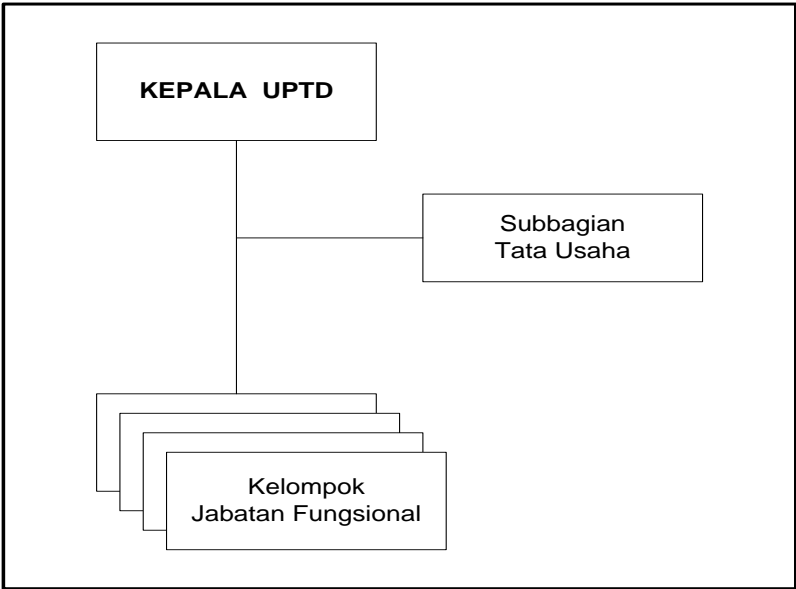 KEPALA UPTD
Subbagian
Tata Usaha
Kelompok
Jabatan Fungsional